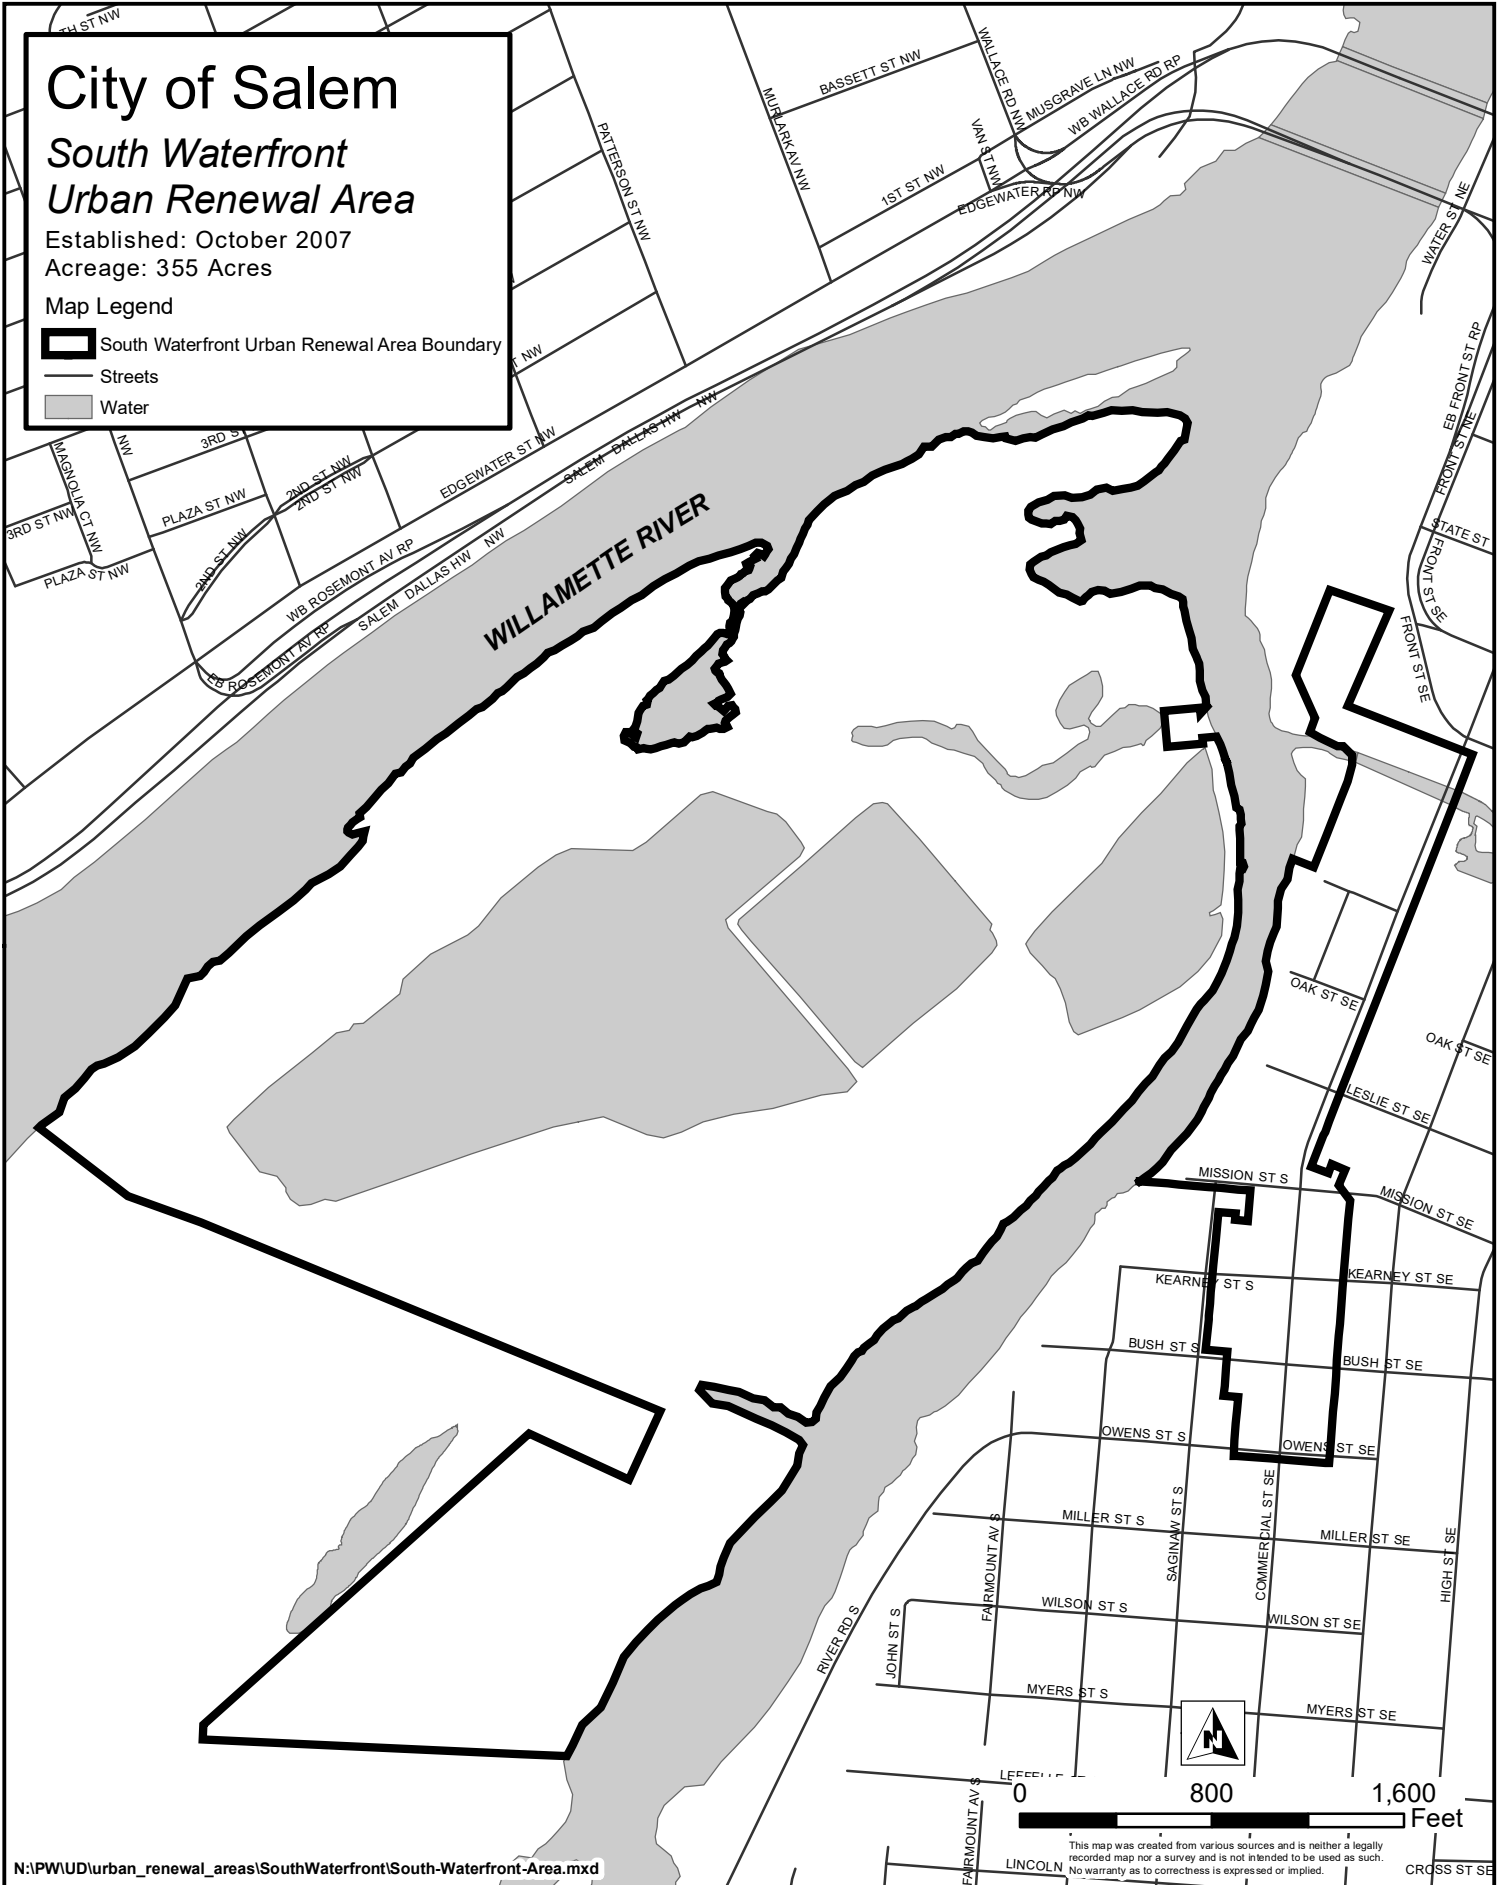 TH ST NW
City of Salem
South Waterfront
Urban Renewal Area
Established: October 2007
Acreage: 355 Acres
Map Legend
South Waterfront Urban Renewal Area Boundary
Streets
Water
BASSETT ST NW
WALLACE RD NW
MUSGRAVE LN NW
WB WALLACE RD RP
MURLARK AV NW
PATTERSON ST NW
VAN ST NW
1ST ST NW
EDGEWATER RP NW
WATER ST NE
T NW
NW
3RD S
MAGNOLIA CT NW
3RD ST NW
PLAZA ST NW
PLAZA ST NW
2ND ST NW
2ND ST NW
2ND ST NW
EDGEWATER ST NW
SALEM DALLAS HW NW
WB ROSEMONT AV RP
SALEM DALLAS HW NW
EB ROSEMONT AV RP
WILLAMETTE RIVER
EB FRONT ST RP
FRONT ST NE
STATE ST
FRONT ST SE
FRONT ST SE
OAK ST SE
OAK ST SE
LESLIE ST SE
MISSION ST S
MISSION ST SE
KEARNEY ST S
KEARNEY ST SE
BUSH ST S
BUSH ST SE
OWENS ST S
OWENS ST SE
MILLER ST S
MILLER ST SE
FAIRMOUNT AV S
SAGINAW ST S
COMMERCIAL ST SE
HIGH ST SE
WILSON ST S
WILSON ST SE
RIVER RD S
JOHN ST S
MYERS ST S
MYERS ST SE
N
FAIRMOUNT AV S
0 800 1,600
Feet
This map was created from various sources and is neither a legally
recorded map nor a survey and is not intended to be used as such.
No warranty as to correctness is expressed or implied.
LINCOLN
CROSS ST SE
N:\PW\UD\urban_renewal_areas\SouthWaterfront\South-Waterfront-Area.mxd